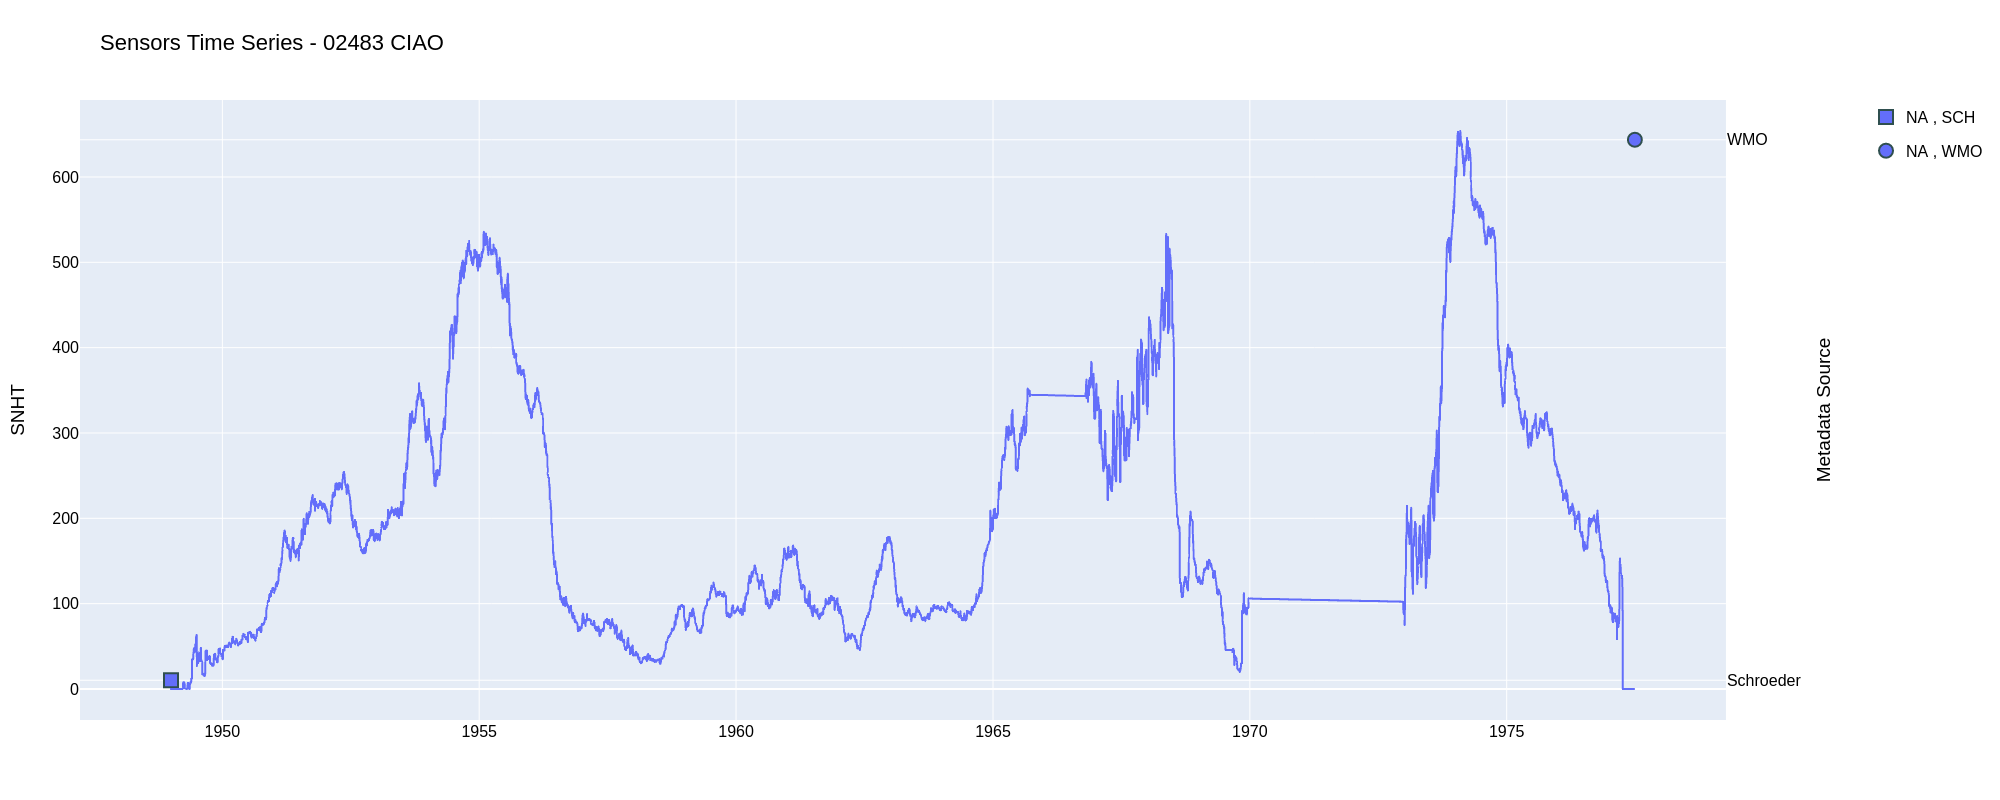 Sensors Time Series - 02483 CIAO
NA , SCH
NA , WMO
WMO
Schroeder
Metadata Source
SNHT
600
500
400
300
200
100
0
1950
1955
1960
1965
1970
1975